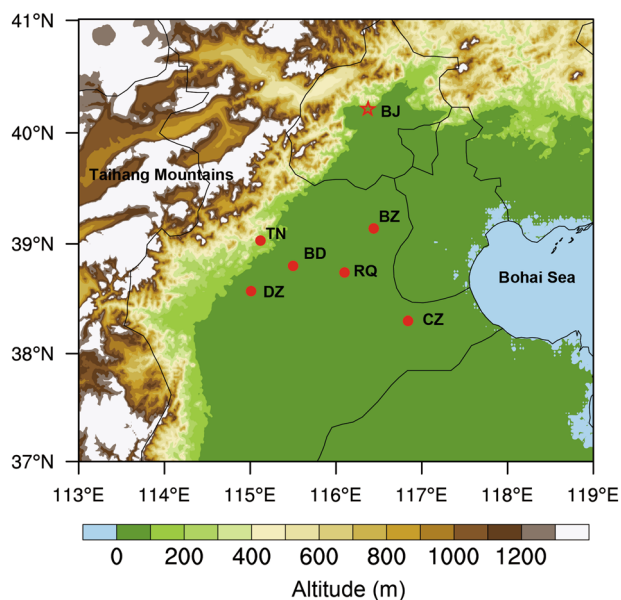 41°N
BJ
40°N
Taihang Mountains
BZ
TN
39°N
BD
RQ
Bohai Sea
DZ
CZ
38°N
37°N
113°E 114°E 115°E 116°E 117°E 118°E 119°E
0 200 400 600 800 1000 1200
Altitude (m)